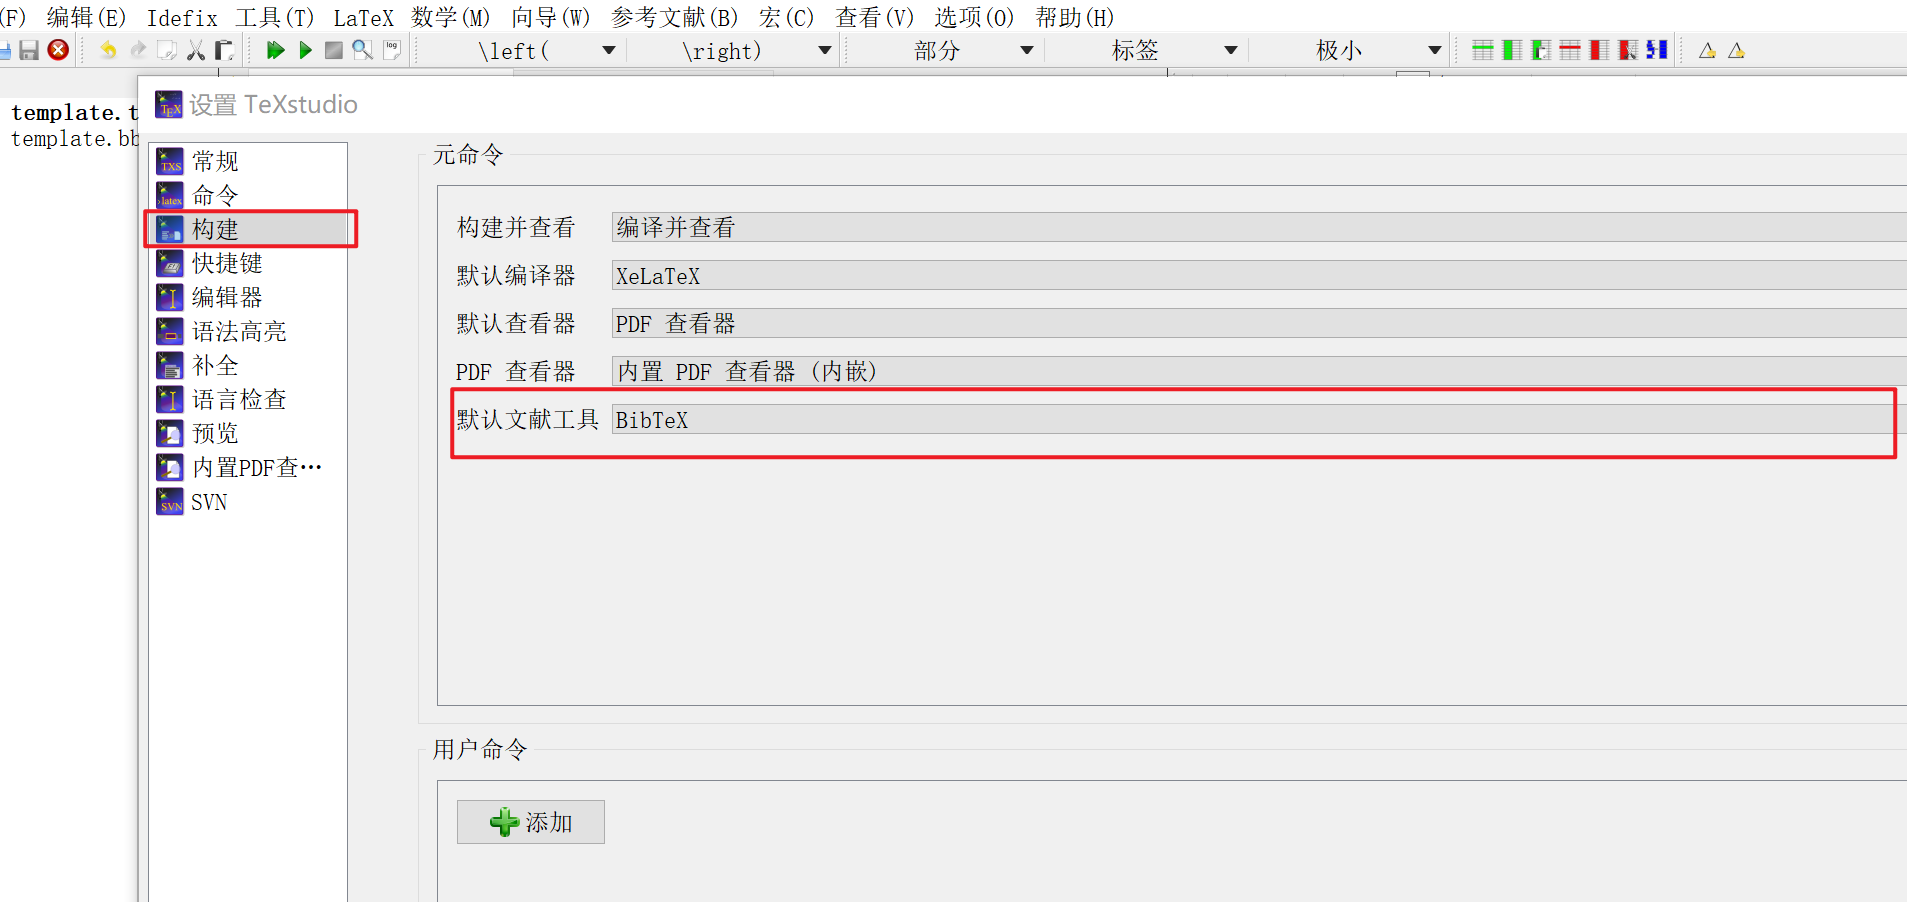 (F) 编辑(E) Idefix 工具(T) LaTeX 数学(M) 向导(W) 参考文献(B) 宏(C) 查看(V) 选项(O) 帮助(H)
log \left( \right) 部分 标签 极小
设置 TeXstudio
template.t
template.bb
常规
命令
构建
快捷键
编辑器
语法高亮
补全
语言检查
预览
内置PDF查…
SVN
元命令
构建并查看 编译并查看
默认编译器 XeLaTeX
默认查看器 PDF 查看器
PDF 查看器 内置 PDF 查看器 (内嵌)
默认文献工具 BibTeX
用户命令
添加